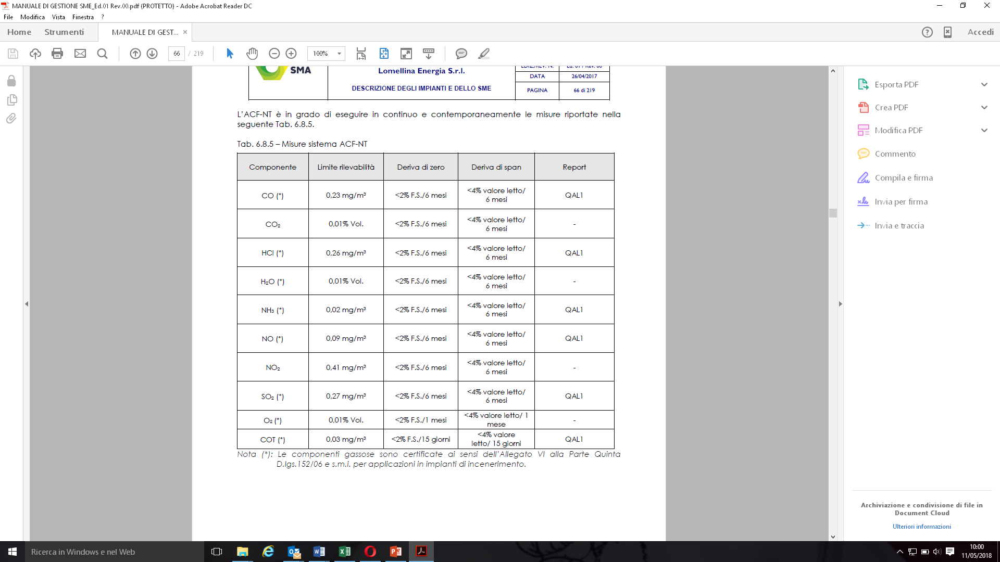 MANUALE DI GESTIONE SME_Ed.01 Rev.00.pdf (PROTETTO) - Adobe Acrobat Reader DC
File Modifica Vista Finestra ?
Home Strumenti MANUALE DI GEST... × Accedi
66 / 219 100%
SMA
Lomellina Energia S.r.l.
DESCRIZIONE DEGLI IMPIANTI E DELLO SME
EDIZ./REV. N. Ed. 01 / Rev. 00
DATA 26/04/2017
PAGINA 66 di 219
L'ACF-NT è in grado di eseguire in continuo e contemporaneamente le misure riportate nella
seguente Tab. 6.8.5.
Tab. 6.8.5 – Misure sistema ACF-NT
Componente Limite rilevabilità Deriva di zero Deriva di span Report
CO (*) 0,23 mg/m³ <2% F.S./6 mesi <4% valore letto/ 6 mesi QAL1
CO₂ 0,01% Vol. <2% F.S./6 mesi <4% valore letto/ 6 mesi -
HCl (*) 0,26 mg/m³ <2% F.S./6 mesi <4% valore letto/ 6 mesi QAL1
H₂O (*) 0,01% Vol. <2% F.S./6 mesi <4% valore letto/ 6 mesi -
NH₃ (*) 0,02 mg/m³ <2% F.S./6 mesi <4% valore letto/ 6 mesi QAL1
NO (*) 0,09 mg/m³ <2% F.S./6 mesi <4% valore letto/ 6 mesi QAL1
NO₂ 0,41 mg/m³ <2% F.S./6 mesi <4% valore letto/ 6 mesi -
SO₂ (*) 0,27 mg/m³ <2% F.S./6 mesi <4% valore letto/ 6 mesi QAL1
O₂ (*) 0,01% Vol. <2% F.S./1 mesi <4% valore letto/ 1 mese -
COT (*) 0,03 mg/m³ <2% F.S./15 giorni <4% valore letto/ 15 giorni QAL1
Nota (*): Le componenti gassose sono certificate ai sensi dell'Allegato VI alla Parte Quinta
D.lgs.152/06 e s.m.i. per applicazioni in impianti di incenerimento.
Esporta PDF
Crea PDF
Modifica PDF
Commento
Compila e firma
Invia per firma
Invia e traccia
Archiviazione e condivisione di file in
Document Cloud
Ulteriori informazioni
Ricerca in Windows e nel Web
10:00
11/05/2018